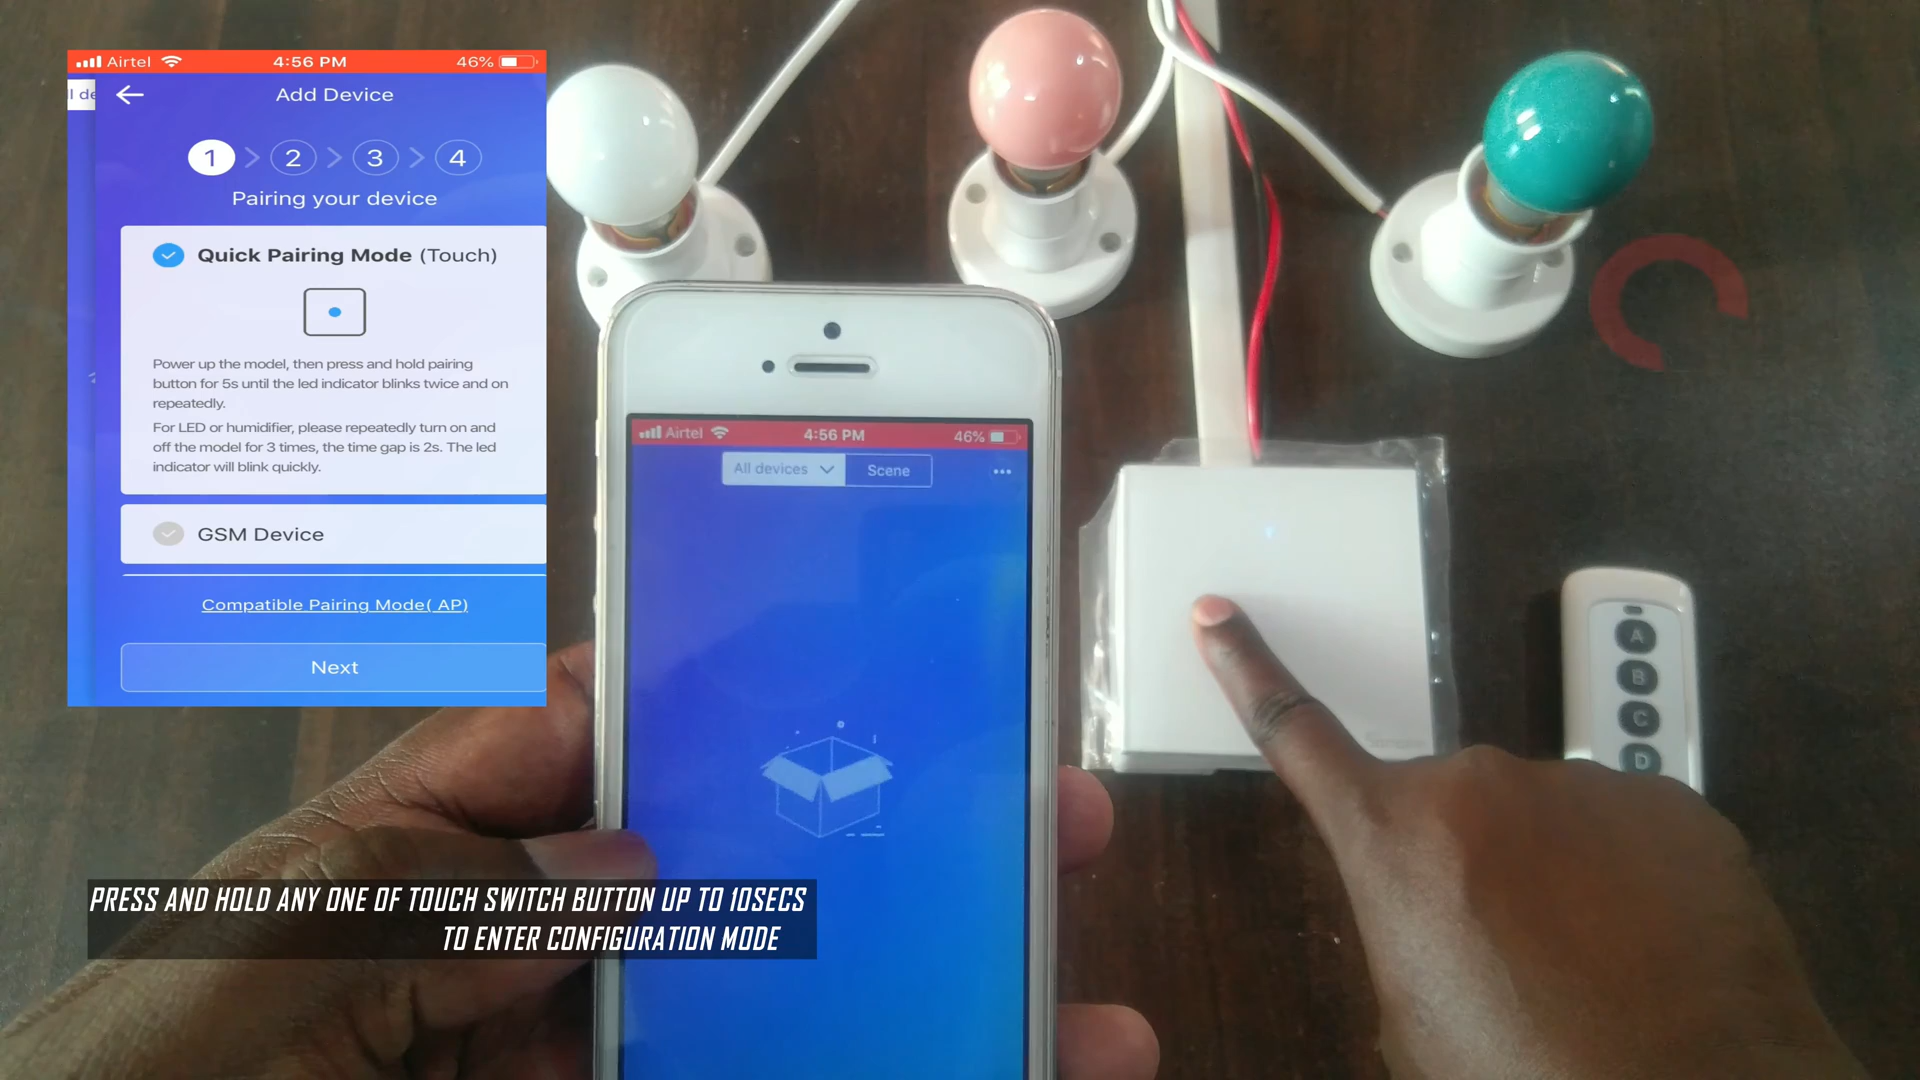 Airtel 4:56 PM 46%
ll de
Add Device
1 2 3 4
Pairing your device
Quick Pairing Mode (Touch)
Power up the model, then press and hold pairing
button for 5s until the led indicator blinks twice and on
repeatedly.
For LED or humidifier, please repeatedly turn on and
off the model for 3 times, the time gap is 2s. The led
indicator will blink quickly.
GSM Device
Compatible Pairing Mode( AP)
Next
Airtel 4:56 PM 46%
All devices Scene
A
B
C
D
PRESS AND HOLD ANY ONE OF TOUCH SWITCH BUTTON UP TO 10SECS
TO ENTER CONFIGURATION MODE